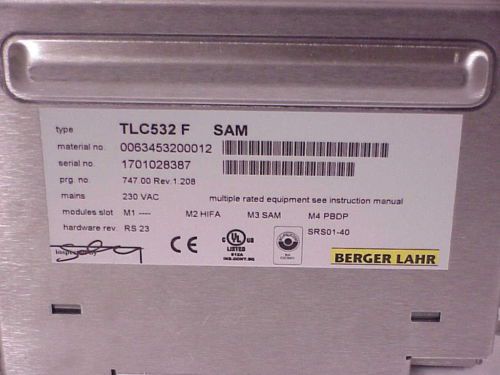 type TLC532 F SAM
material no. 0063453200012
serial no. 1701028387
prg. no. 747.00 Rev.1.208
mains 230 VAC multiple rated equipment see instruction manual
modules slot M1 ---- M2 HIFA M3 SAM M4 PBDP
hardware rev. RS 23 SRS01-40
CE
C UL US
LISTED
BERGER LAHR